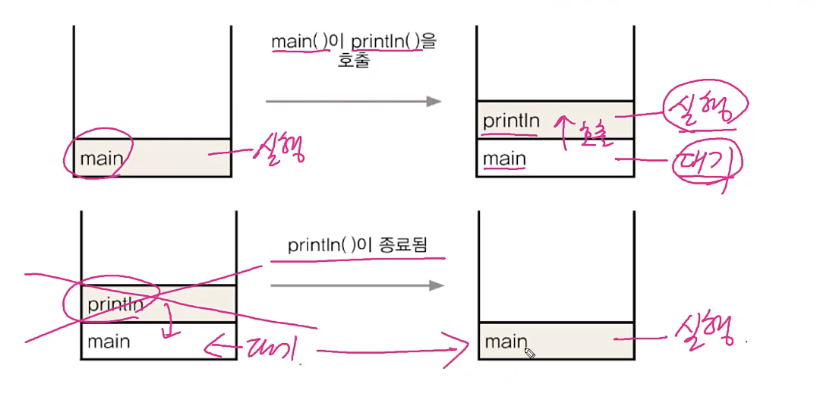 main( )이 println( )을
호출
main
실행
println
호출
실행
main
대기
println( )이 종료됨
println
main
대기
main
실행